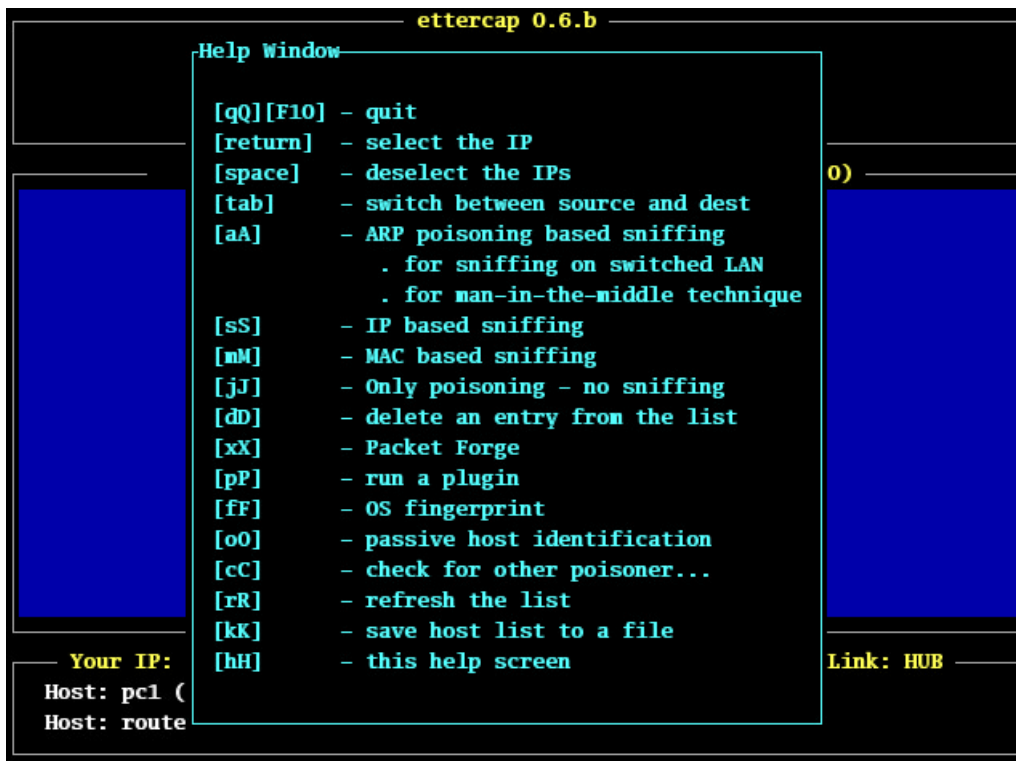 ettercap 0.6.b
Help Window
[qQ][F10] - quit
[return] - select the IP
[space] - deselect the IPs
0)
[tab] - switch between source and dest
[aA] - ARP poisoning based sniffing
. for sniffing on switched LAN
. for man-in-the-middle technique
[sS] - IP based sniffing
[mM] - MAC based sniffing
[jJ] - Only poisoning - no sniffing
[dD] - delete an entry from the list
[xX] - Packet Forge
[pP] - run a plugin
[fF] - OS fingerprint
[oO] - passive host identification
[cC] - check for other poisoner...
[rR] - refresh the list
[kK] - save host list to a file
Your IP:
[hH] - this help screen
Link: HUB
Host: pc1 (
Host: route